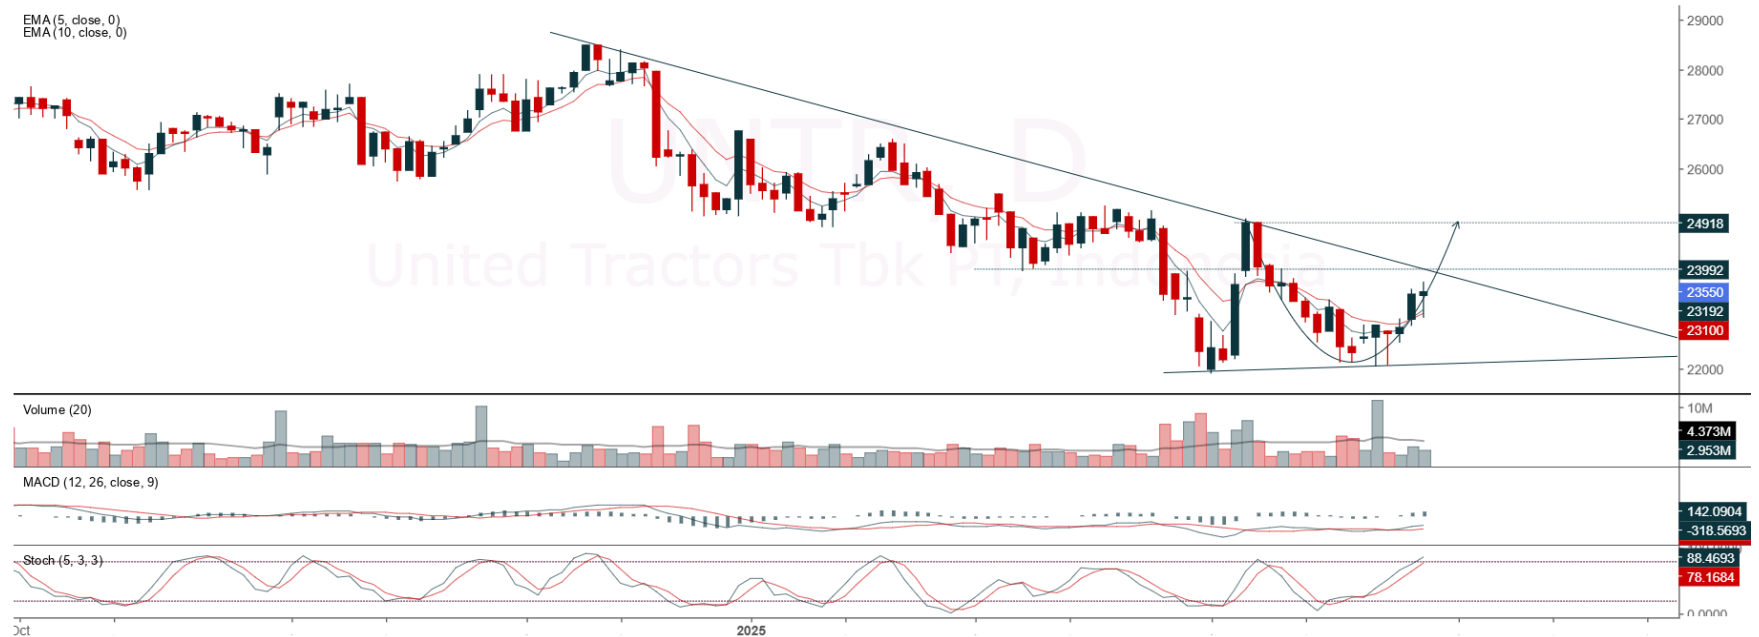 EMA (5, close, 0)
EMA (10, close, 0)
29000
28000
27000
26000
24918
23992
23550
23192
23100
22000
UNTR, D
United Tractors Tbk PT, Indonesia
Volume (20)
10M
4.373M
2.953M
MACD (12, 26, close, 9)
142.0904
-318.5693
Stoch (5, 3, 3)
88.4693
78.1684
0.0000
Oct
2025